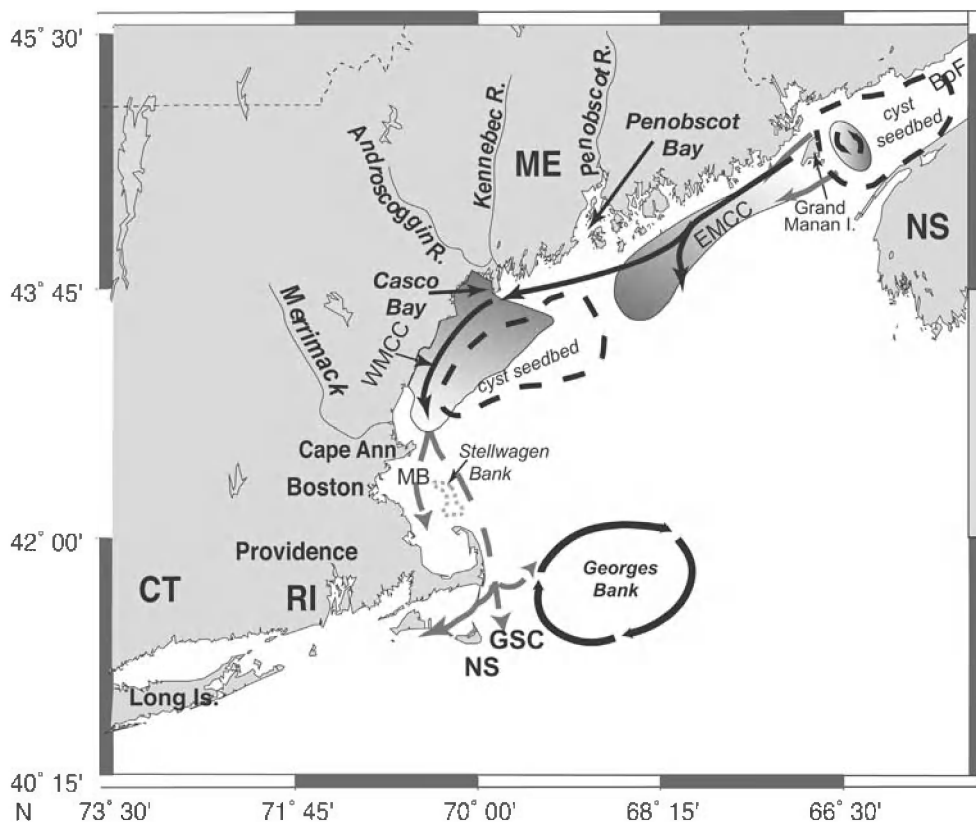 45° 30'
43° 45'
42° 00'
40° 15'
N
73° 30'
71° 45'
70° 00'
68° 15'
66° 30'
Androscoggin R.
Kennebec R.
Penobscot R.
ME
Penobscot
Bay
BpF
cyst
seedbed
Grand
Manan I.
NS
EMCC
Casco
Bay
Merrimack
WMCC
cyst seedbed
Cape Ann
Stellwagen
Bank
MB
Boston
Providence
CT
RI
Georges
Bank
GSC
NS
Long Is.